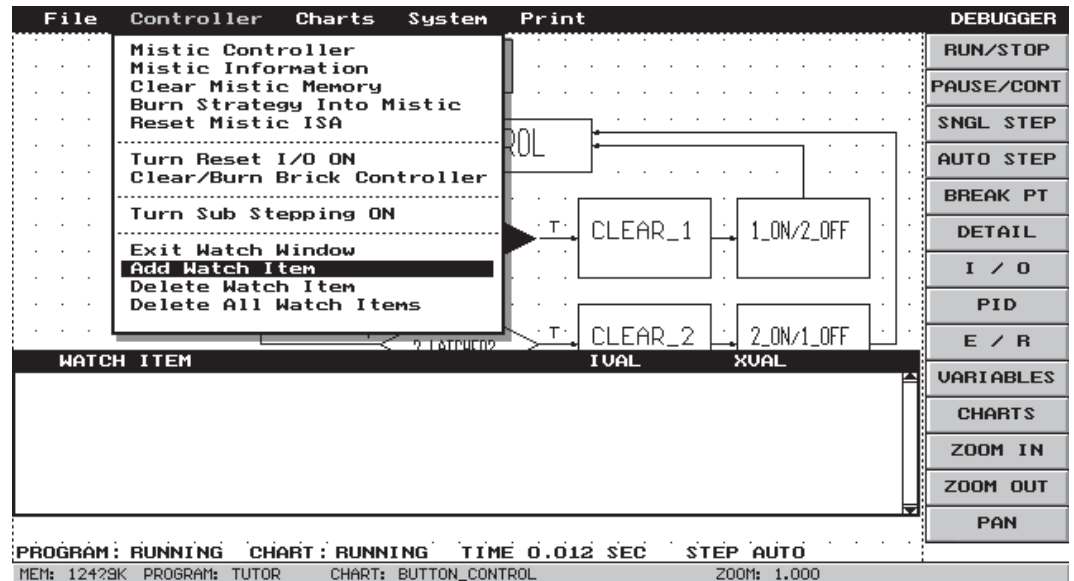 File Controller Charts System Print DEBUGGER
Mistic Controller
Mistic Information
Clear Mistic Memory
Burn Strategy Into Mistic
Reset Mistic ISA
Turn Reset I/O ON
Clear/Burn Brick Controller
Turn Sub Stepping ON
Exit Watch Window
Add Watch Item
Delete Watch Item
Delete All Watch Items
ROL
T CLEAR_1 1_ON/2_OFF
T CLEAR_2 2_ON/1_OFF
2 LATCHED?
WATCH ITEM IVAL XVAL
RUN/STOP
PAUSE/CONT
SNGL STEP
AUTO STEP
BREAK PT
DETAIL
I / O
PID
E / R
VARIABLES
CHARTS
ZOOM IN
ZOOM OUT
PAN
PROGRAM: RUNNING CHART: RUNNING TIME 0.012 SEC STEP AUTO
MEM: 12429K PROGRAM: TUTOR CHART: BUTTON_CONTROL ZOOM: 1.000